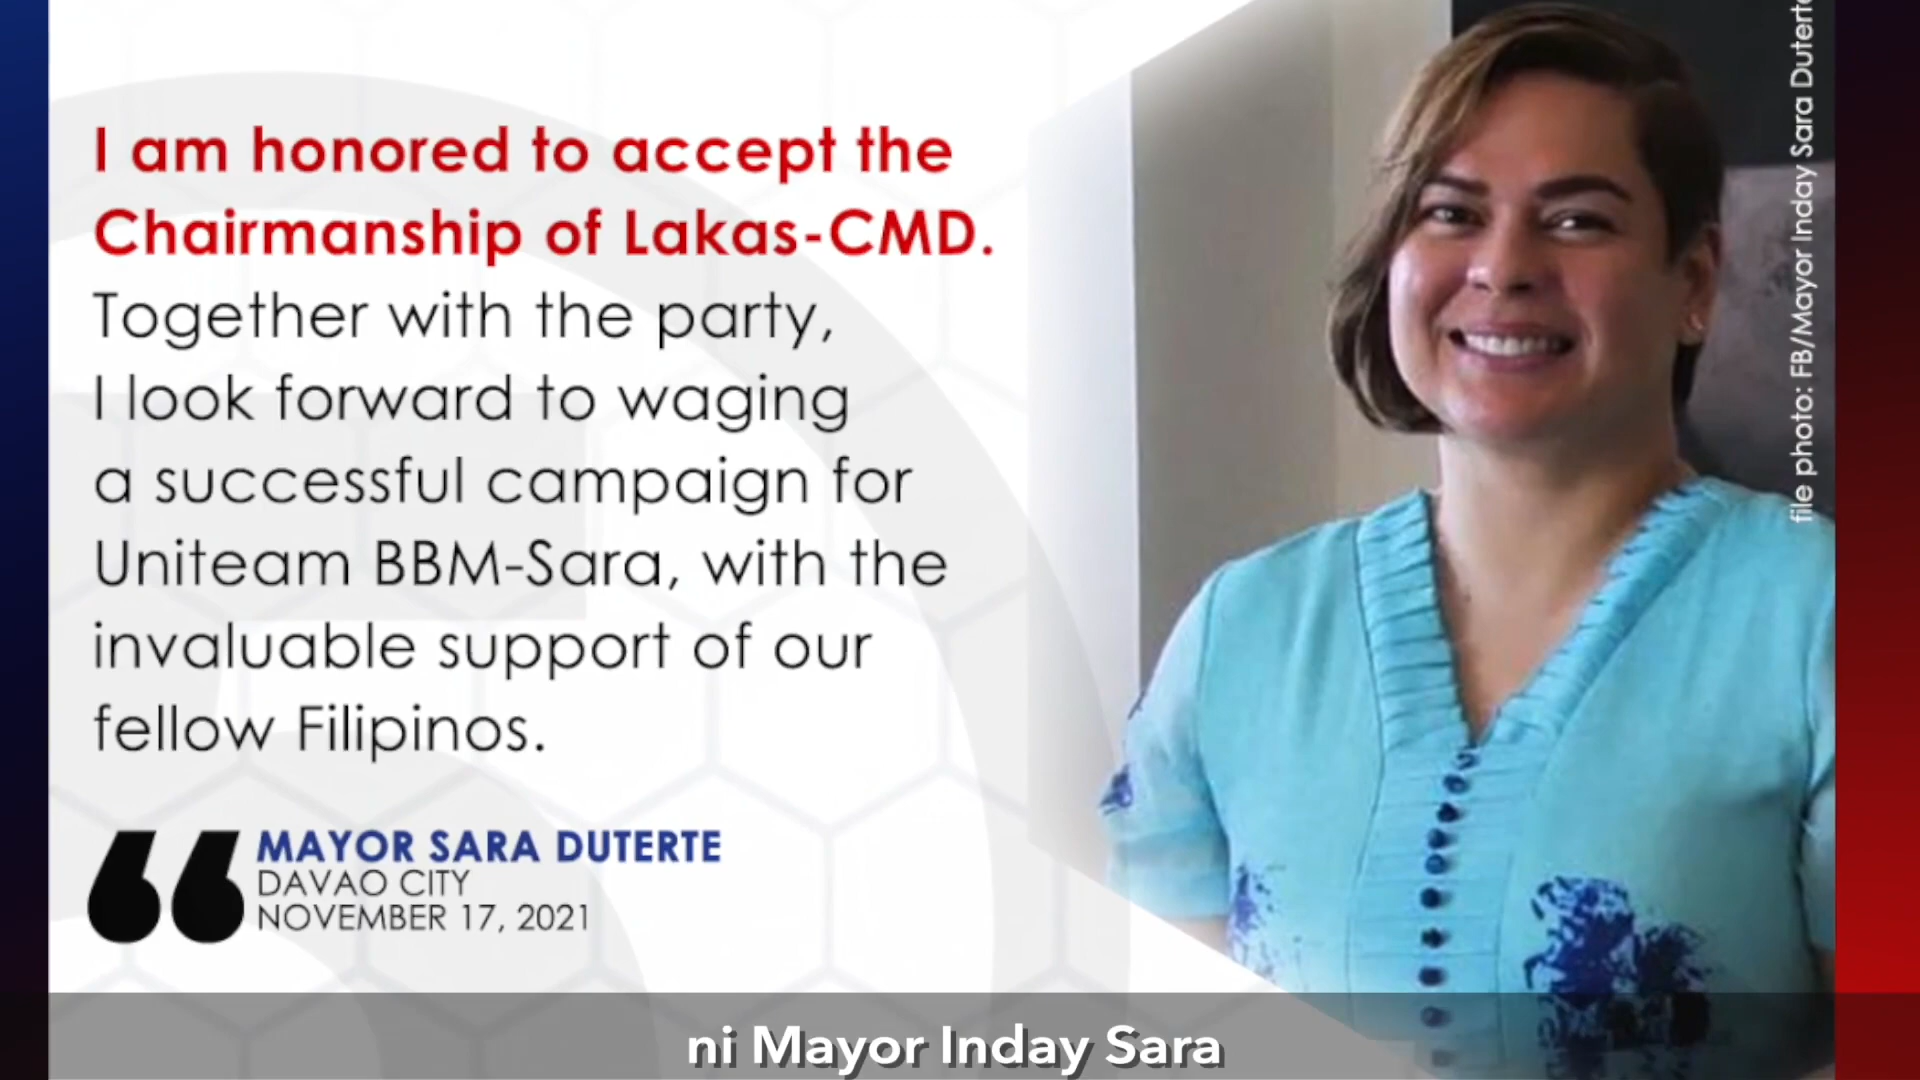 I am honored to accept the
Chairmanship of Lakas-CMD.
Together with the party,
I look forward to waging
a successful campaign for
Uniteam BBM-Sara, with the
invaluable support of our
fellow Filipinos.
MAYOR SARA DUTERTE
DAVAO CITY
NOVEMBER 17, 2021
file photo: FB/Mayor Inday Sara Duterte
ni Mayor Inday Sara